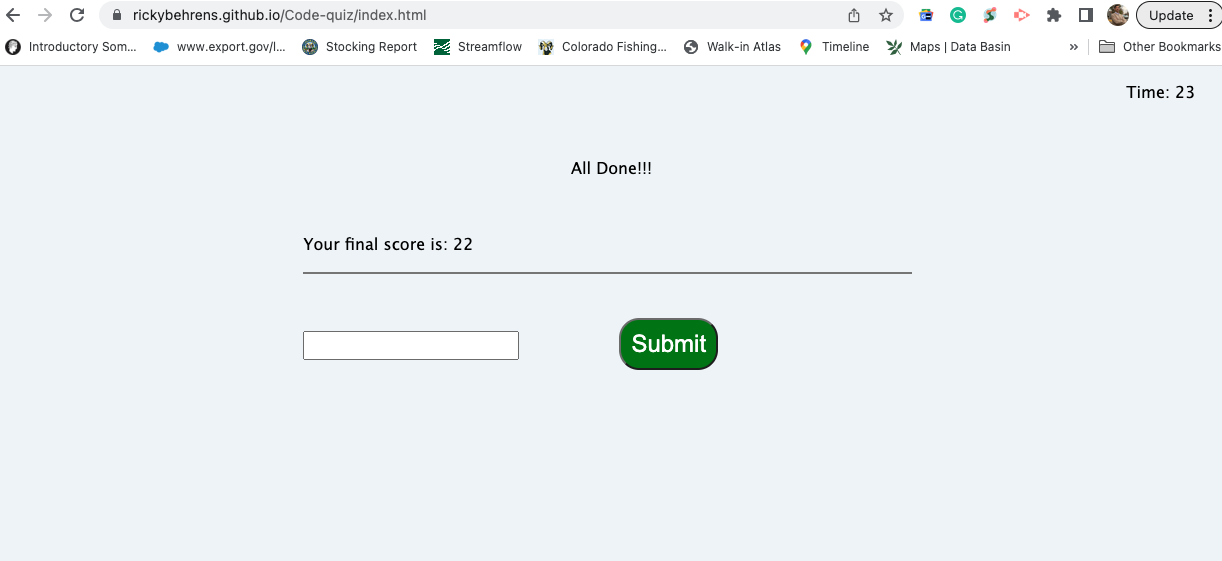 rickybehrens.github.io/Code-quiz/index.html
Update
Introductory Som... www.export.gov/I... Stocking Report Streamflow Colorado Fishing... Walk-in Atlas Timeline Maps | Data Basin » Other Bookmarks
Time: 23
All Done!!!
Your final score is: 22
Submit